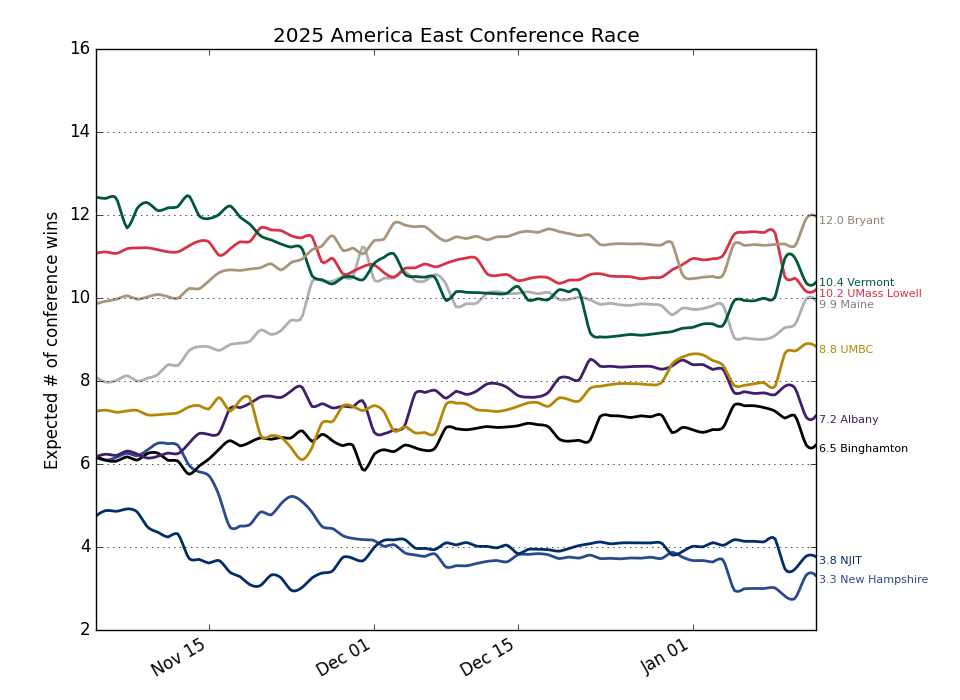 2025 America East Conference Race
Expected # of conference wins
16
14
12
10
8
6
4
2
Nov 15
Dec 01
Dec 15
Jan 01
12.0 Bryant
10.4 Vermont
10.2 UMass Lowell
9.9 Maine
8.8 UMBC
7.2 Albany
6.5 Binghamton
3.8 NJIT
3.3 New Hampshire